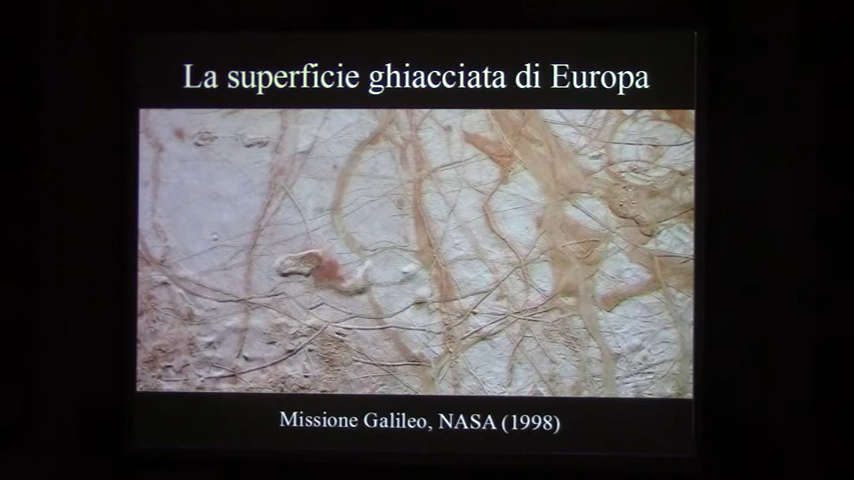 La superficie ghiacciata di Europa
Missione Galileo, NASA (1998)